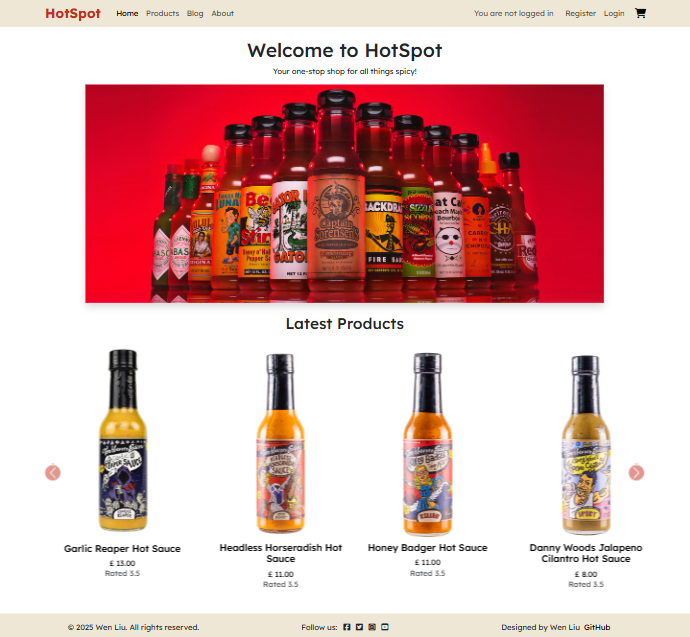 HotSpot Home Products Blog About You are not logged in Register Login
Welcome to HotSpot
Your one-stop shop for all things spicy!
Latest Products
Garlic Reaper Hot Sauce
£ 13.00
Rated 3.5
Headless Horseradish Hot
Sauce
£ 11.00
Rated 3.5
Honey Badger Hot Sauce
£ 11.00
Rated 3.5
Danny Woods Jalapeno
Cilantro Hot Sauce
£ 8.00
Rated 3.5
© 2025 Wen Liu. All rights reserved. Follow us: Designed by Wen Liu GitHub